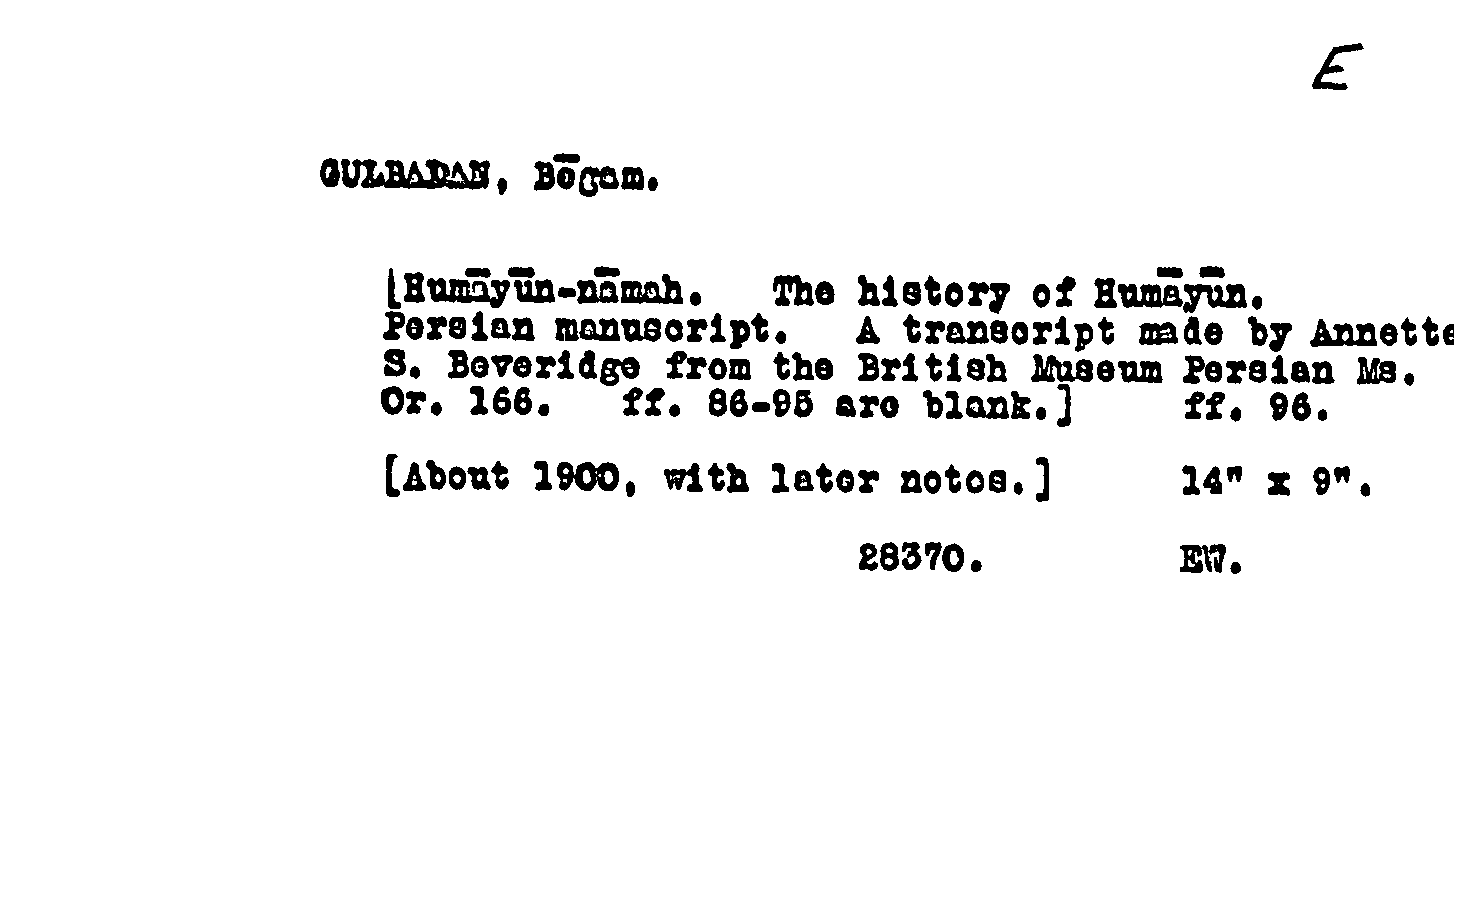 E
GULBADAN, Bēgam.
[Humāyūn-nāmah. The history of Humāyūn.
Persian manuscript. A transcript made by Annette
S. Beveridge from the British Museum Persian Ms.
Or. 166. ff. 86-95 are blank.] ff. 96.
[About 1900, with later notes.] 14" x 9".
28370. EW.